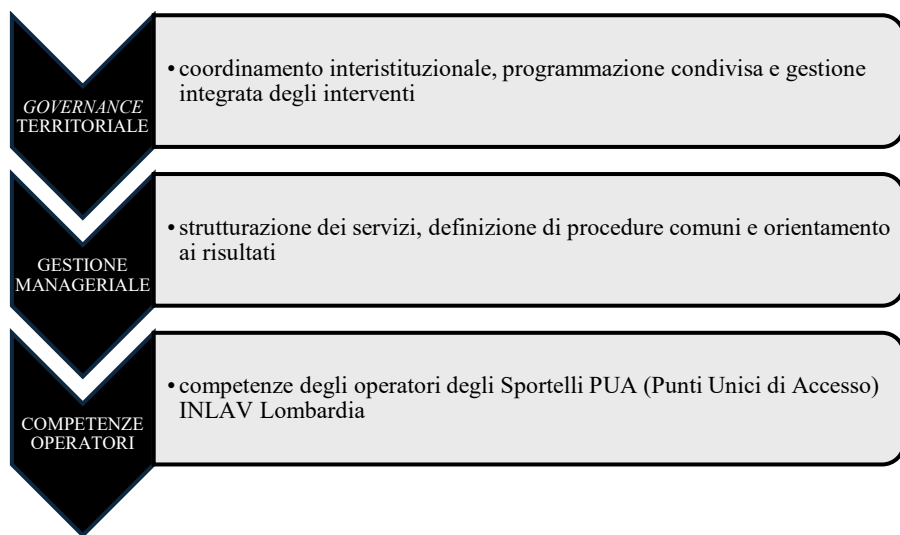 GOVERNANCE
TERRITORIALE
• coordinamento interistituzionale, programmazione condivisa e gestione
integrata degli interventi
GESTIONE
MANAGERIALE
• strutturazione dei servizi, definizione di procedure comuni e orientamento
ai risultati
COMPETENZE
OPERATORI
• competenze degli operatori degli Sportelli PUA (Punti Unici di Accesso)
INLAV Lombardia